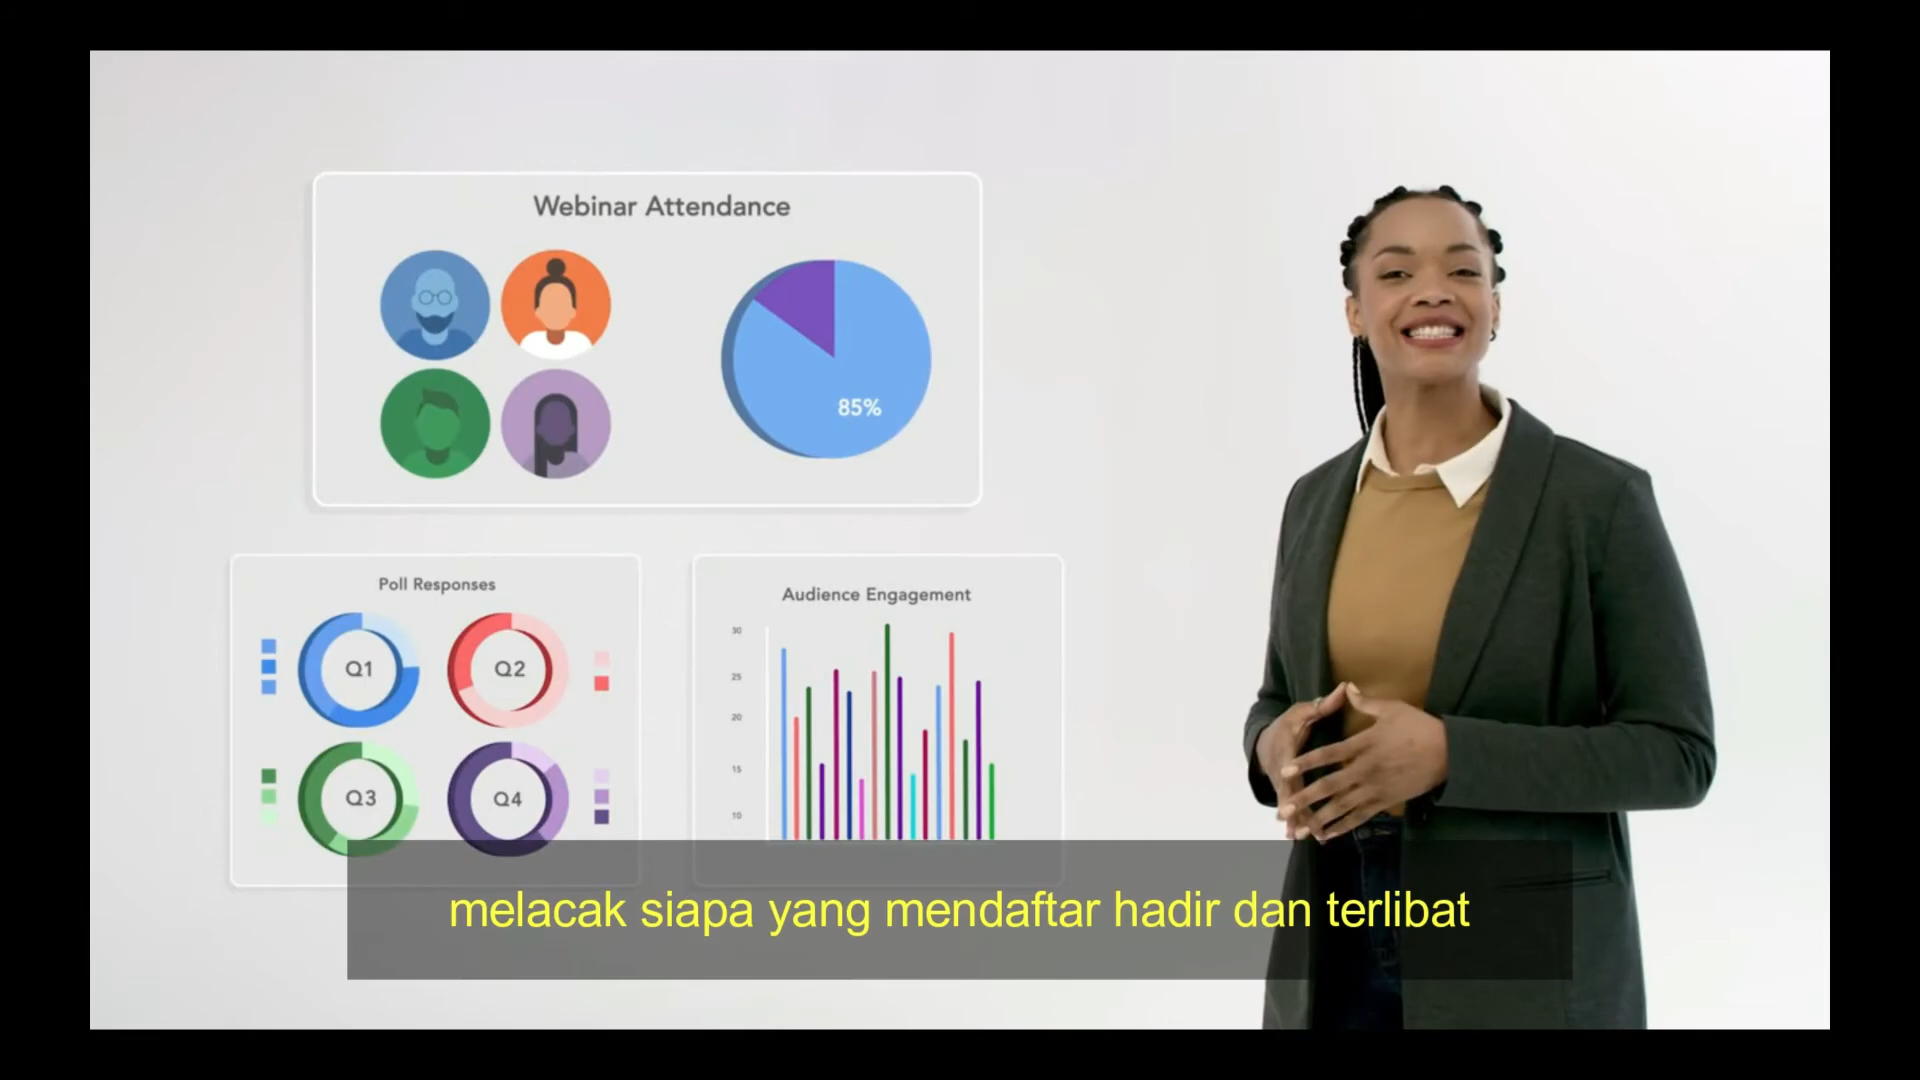 Webinar Attendance
85%
Poll Responses
Q1
Q2
Q3
Q4
Audience Engagement
30
25
20
15
10
melacak siapa yang mendaftar hadir dan terlibat